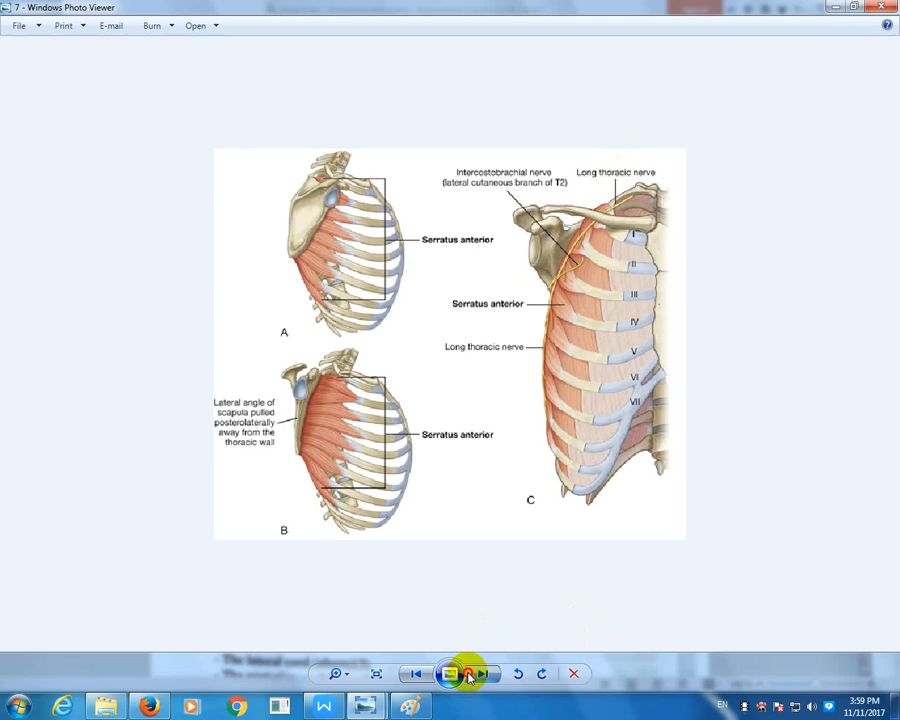 7 - Windows Photo Viewer
File Print E-mail Burn Open
Intercostobrachial nerve
(lateral cutaneous branch of T2)
Long thoracic nerve
Serratus anterior
A
Lateral angle of
scapula pulled
posterolaterally
away from the
thoracic wall
Serratus anterior
B
Serratus anterior
Long thoracic nerve
I
II
III
IV
V
VI
VII
C
EN
3:59 PM
11/11/2017